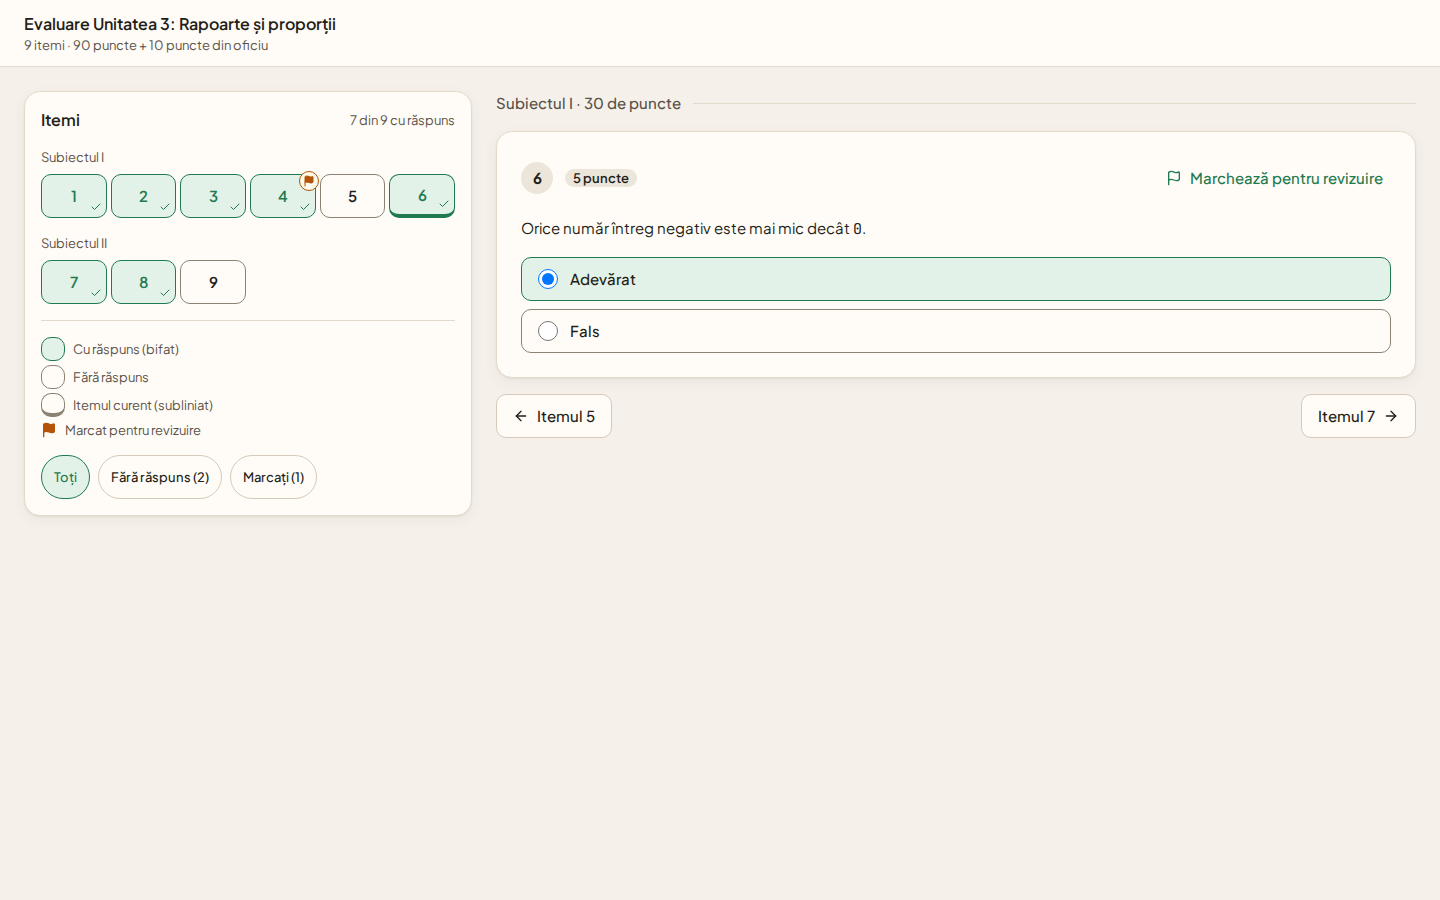 Evaluare Unitatea 3: Rapoarte și proporții
9 itemi · 90 puncte + 10 puncte din oficiu
Itemi
7 din 9 cu răspuns
Subiectul I
1
2
3
4
5
6
Subiectul II
7
8
9
Cu răspuns (bifat)
Fără răspuns
Itemul curent (subliniat)
Marcat pentru revizuire
Toți
Fără răspuns (2)
Marcați (1)
Subiectul I · 30 de puncte
6
5 puncte
Marchează pentru revizuire
Orice număr întreg negativ este mai mic decât 0.
Adevărat
Fals
Itemul 5
Itemul 7